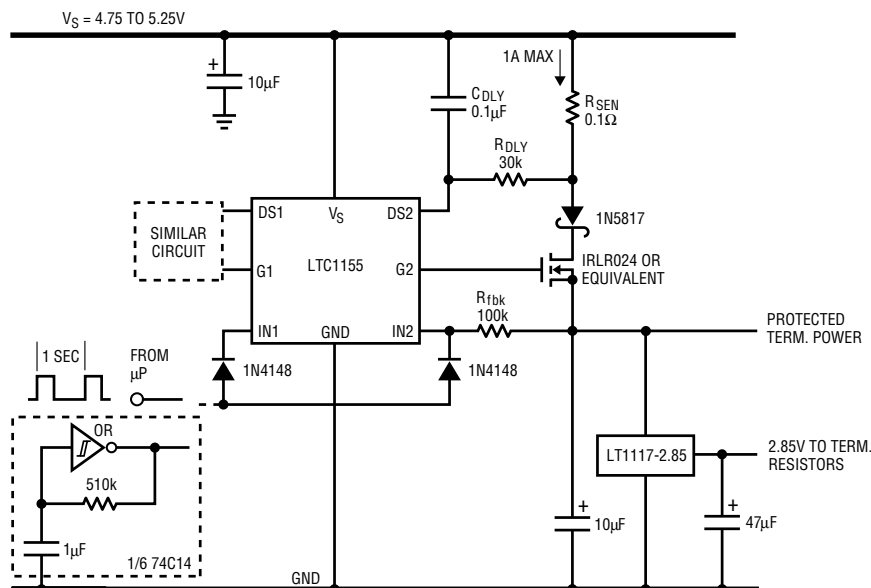 V_S = 4.75 TO 5.25V
1A MAX
+
10µF
C_DLY
0.1µF
R_SEN
0.1Ω
R_DLY
30k
1N5817
DS1
V_S
DS2
SIMILAR
CIRCUIT
LTC1155
G1
G2
IRLR024 OR
EQUIVALENT
R_fbk
100k
IN1
GND
IN2
PROTECTED
TERM. POWER
1 SEC
FROM
µP
1N4148
1N4148
OR
510k
1µF
1/6 74C14
LT1117-2.85
2.85V TO TERM.
RESISTORS
+
10µF
+
47µF
GND